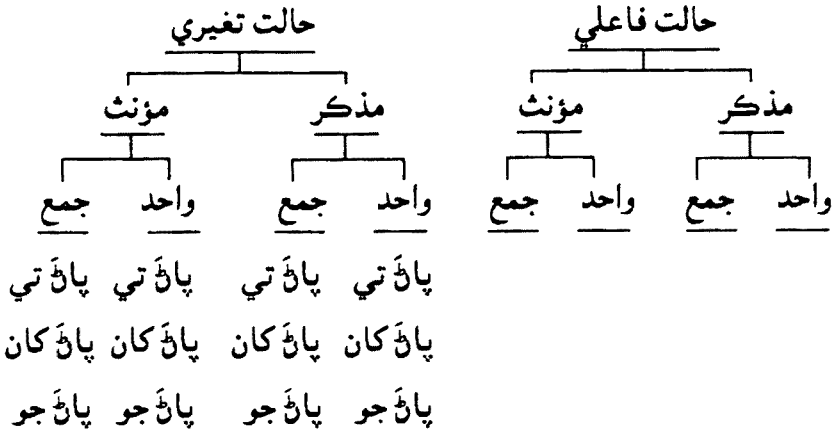 حالت فاعلي حالت تغيري
مذڪر مؤنث مذڪر مؤنث
واحد جمع واحد جمع واحد جمع واحد جمع
پاڻَ تي پاڻَ تي پاڻَ تي پاڻَ تي
پاڻَ کان پاڻَ کان پاڻَ کان پاڻَ کان
پاڻَ جو پاڻَ جو پاڻَ جو پاڻَ جو